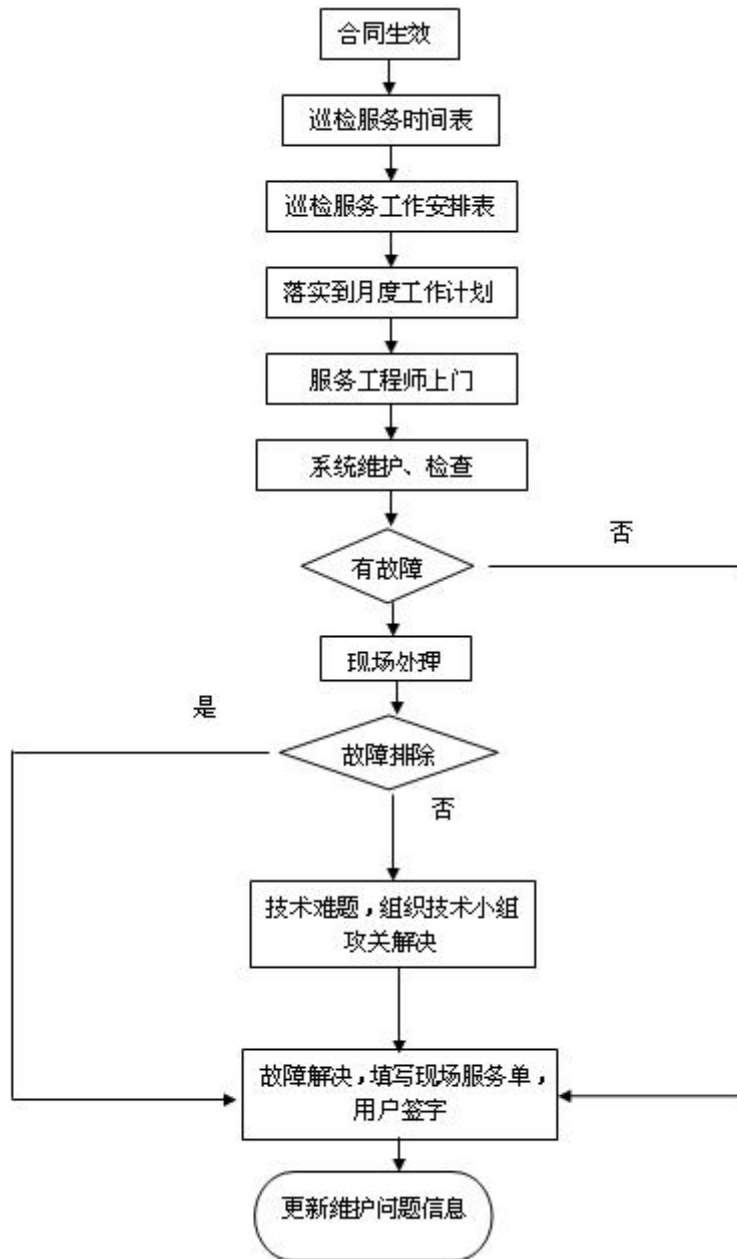 合同生效
巡检服务时间表
巡检服务工作安排表
落实到月度工作计划
服务工程师上门
系统维护、检查
否
有故障
现场处理
是
故障排除
否
技术难题，组织技术小组
攻关解决
故障解决，填写现场服务单，
用户签字
更新维护问题信息